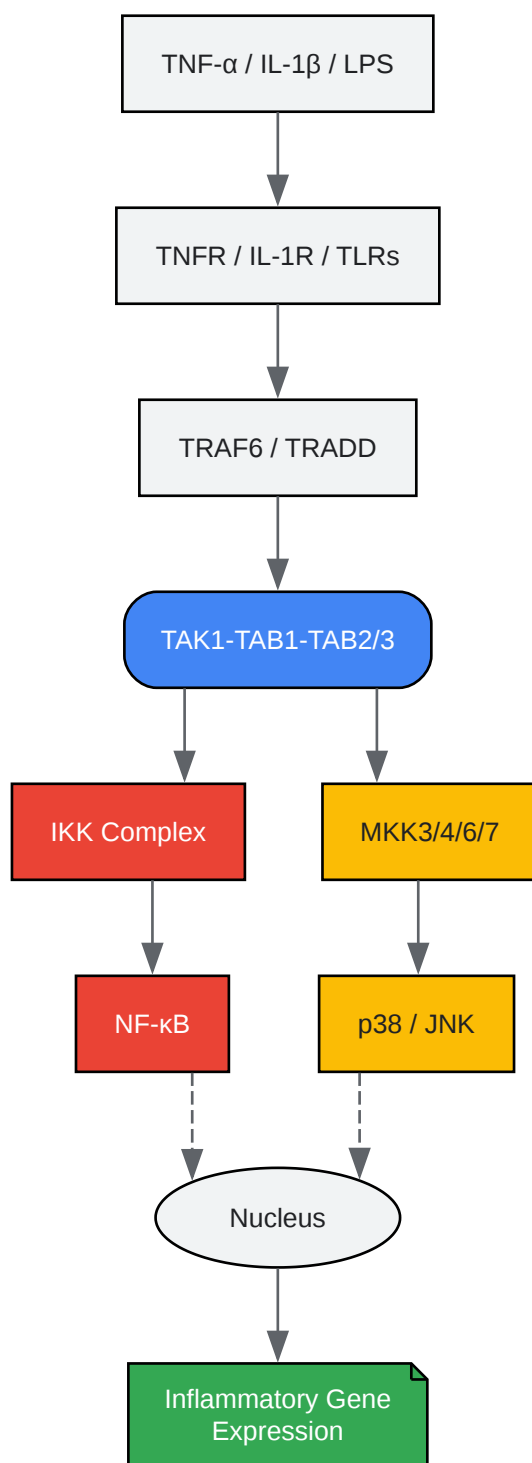 TNF-α / IL-1β / LPS
TNFR / IL-1R / TLRs
TRAF6 / TRADD
TAK1-TAB1-TAB2/3
IKK Complex
MKK3/4/6/7
NF-κB
p38 / JNK
Nucleus
Inflammatory Gene
Expression